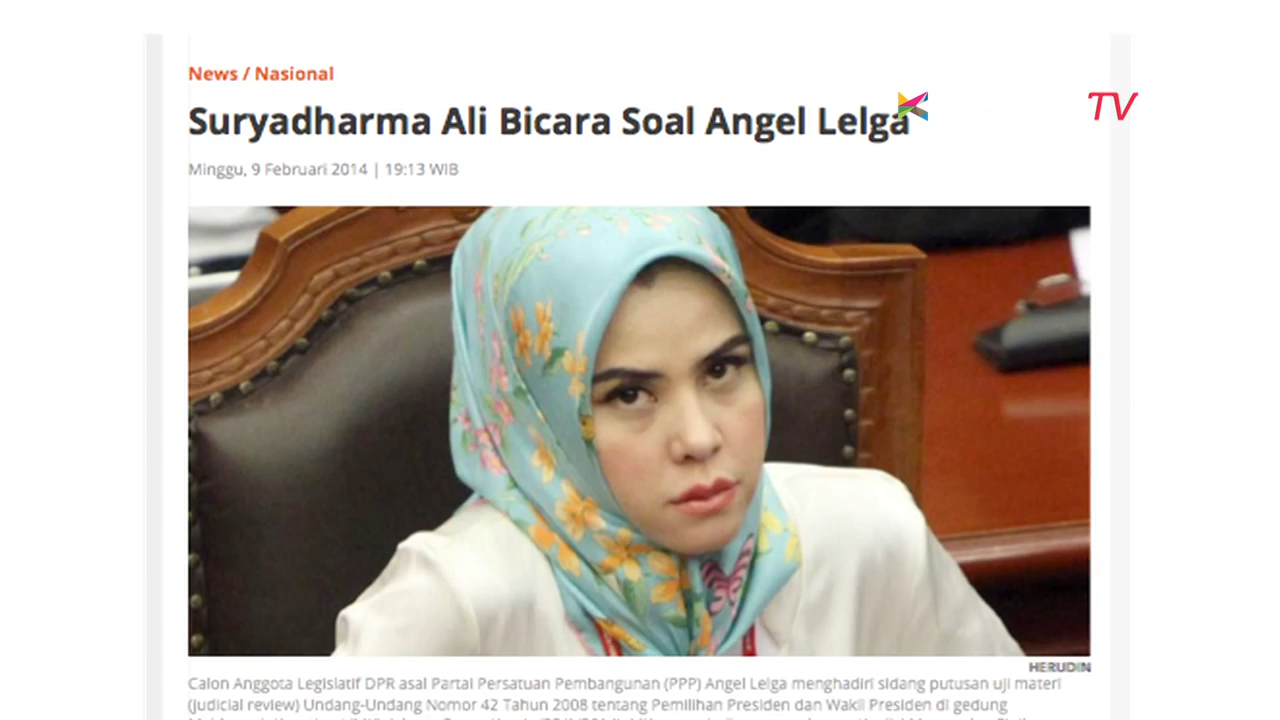 News / Nasional
Suryadharma Ali Bicara Soal Angel Lelga
TV
Minggu, 9 Februari 2014 | 19:13 WIB
HERUDIN
Calon Anggota Legislatif DPR asal Partai Persatuan Pembangunan (PPP) Angel Lelga menghadiri sidang putusan uji materi
(Judicial review) Undang-Undang Nomor 42 Tahun 2008 tentang Pemilihan Presiden dan Wakil Presiden di gedung